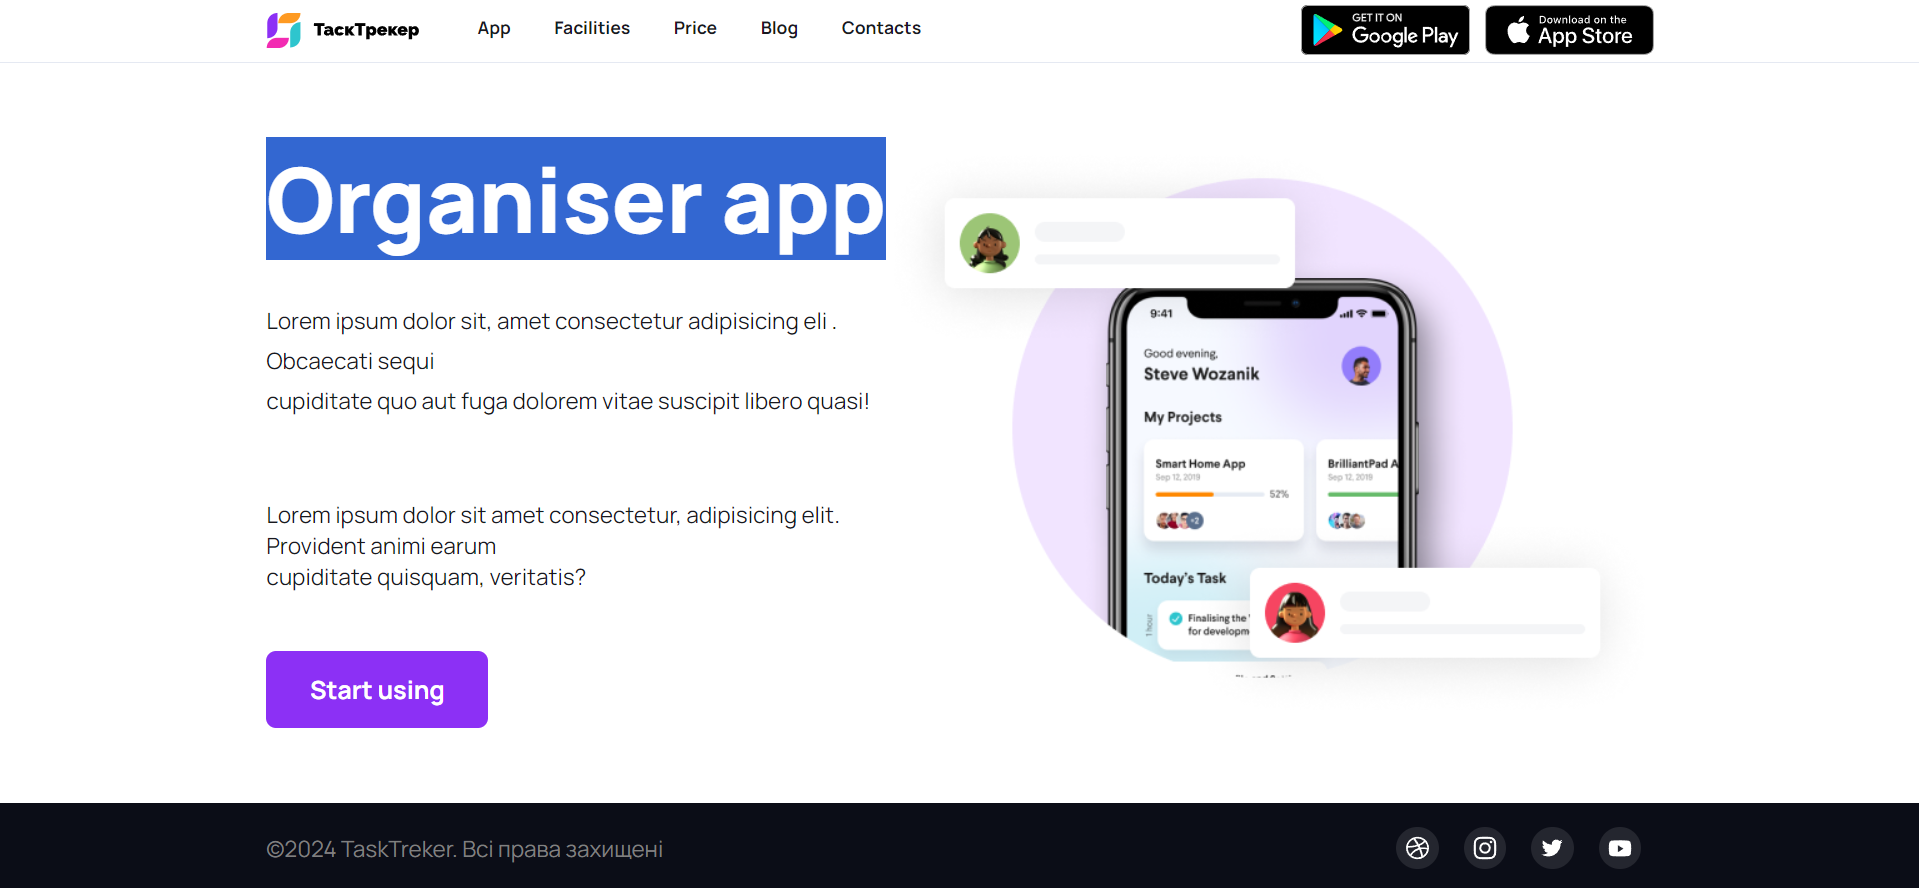 ТаскТрекер
App
Facilities
Price
Blog
Contacts
GET IT ON
Google Play
Download on the
App Store
Organiser app
Lorem ipsum dolor sit, amet consectetur adipisicing eli .
Obcaecati sequi
cupiditate quo aut fuga dolorem vitae suscipit libero quasi!
Lorem ipsum dolor sit amet consectetur, adipisicing elit.
Provident animi earum
cupiditate quisquam, veritatis?
Start using
9:41
Good evening,
Steve Wozanik
My Projects
Smart Home App
Sep 12, 2019
52%
+2
BrilliantPad A
Sep 12, 2019
Today's Task
1 hour
Finalising the
for developm
©2024 TaskTreker. Всі права захищені